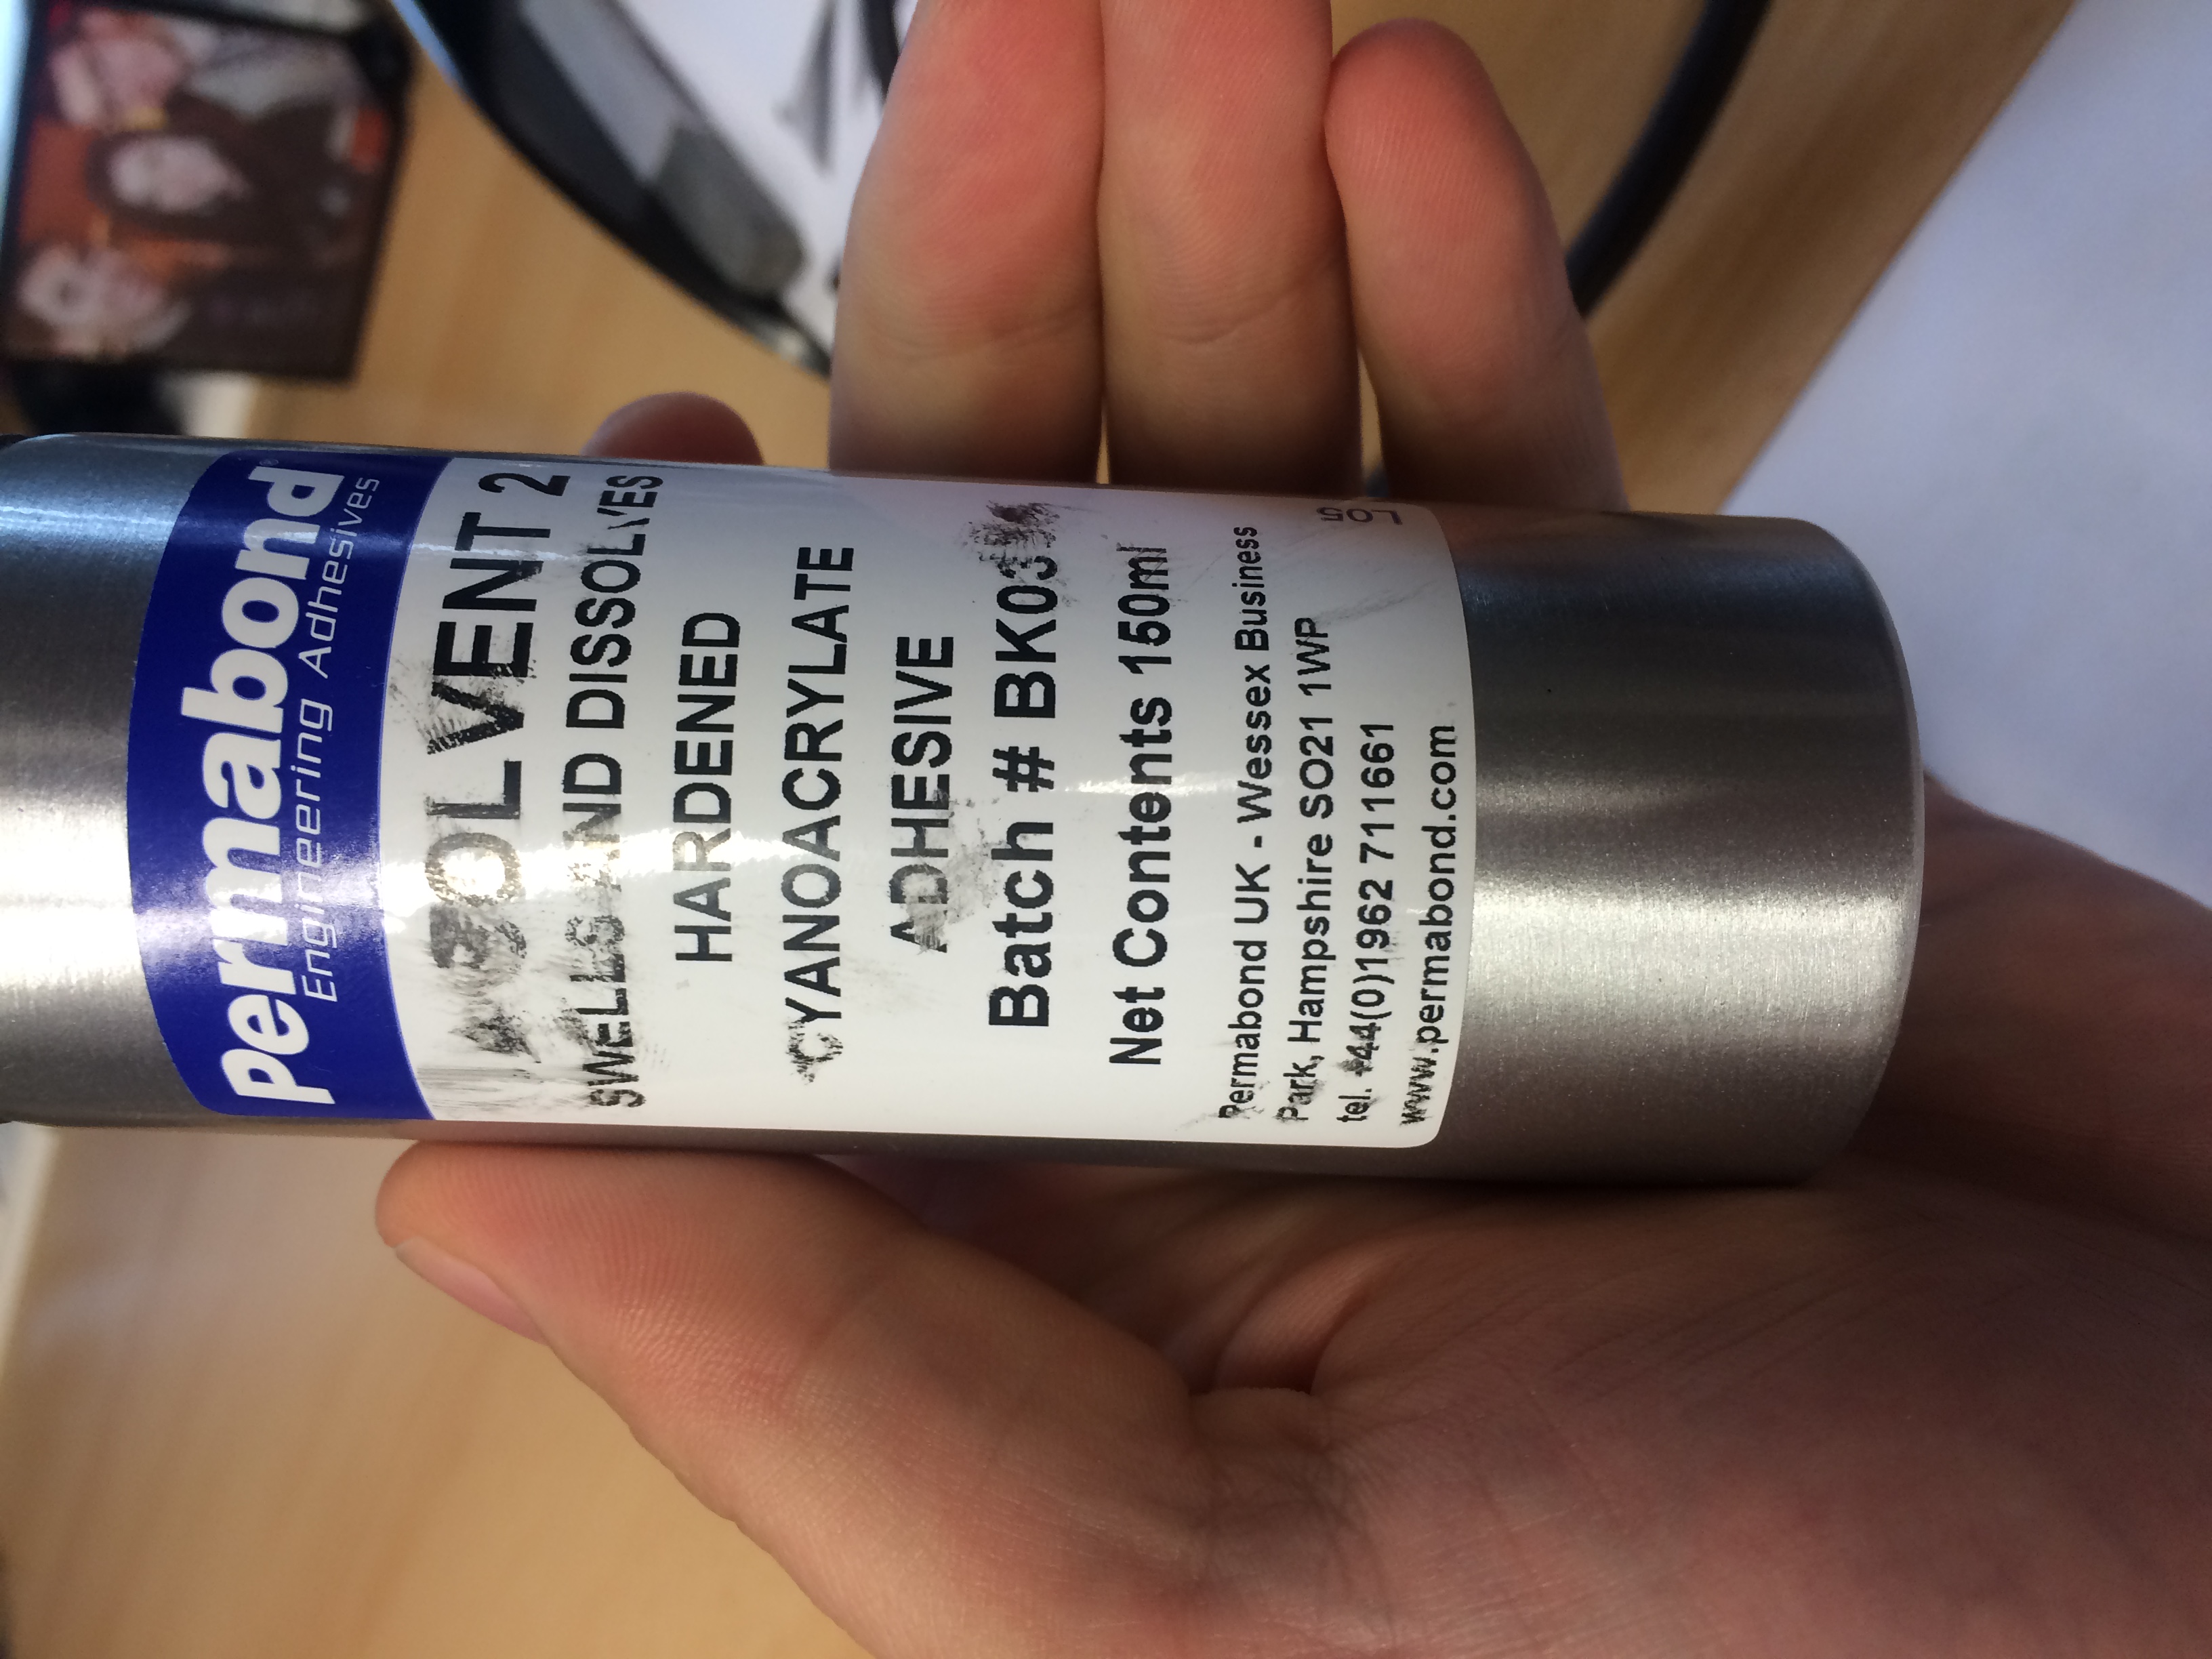 permabond®
Engineering Adhesives
SOLVENT 2
SWELLS AND DISSOLVES
HARDENED
CYANOACRYLATE
ADHESIVE
Batch # BK03
Net Contents 150ml
Permabond UK - Wessex Business
Park, Hampshire SO21 1WP
tel. +44(0)1962 711661
www.permabond.com
L05